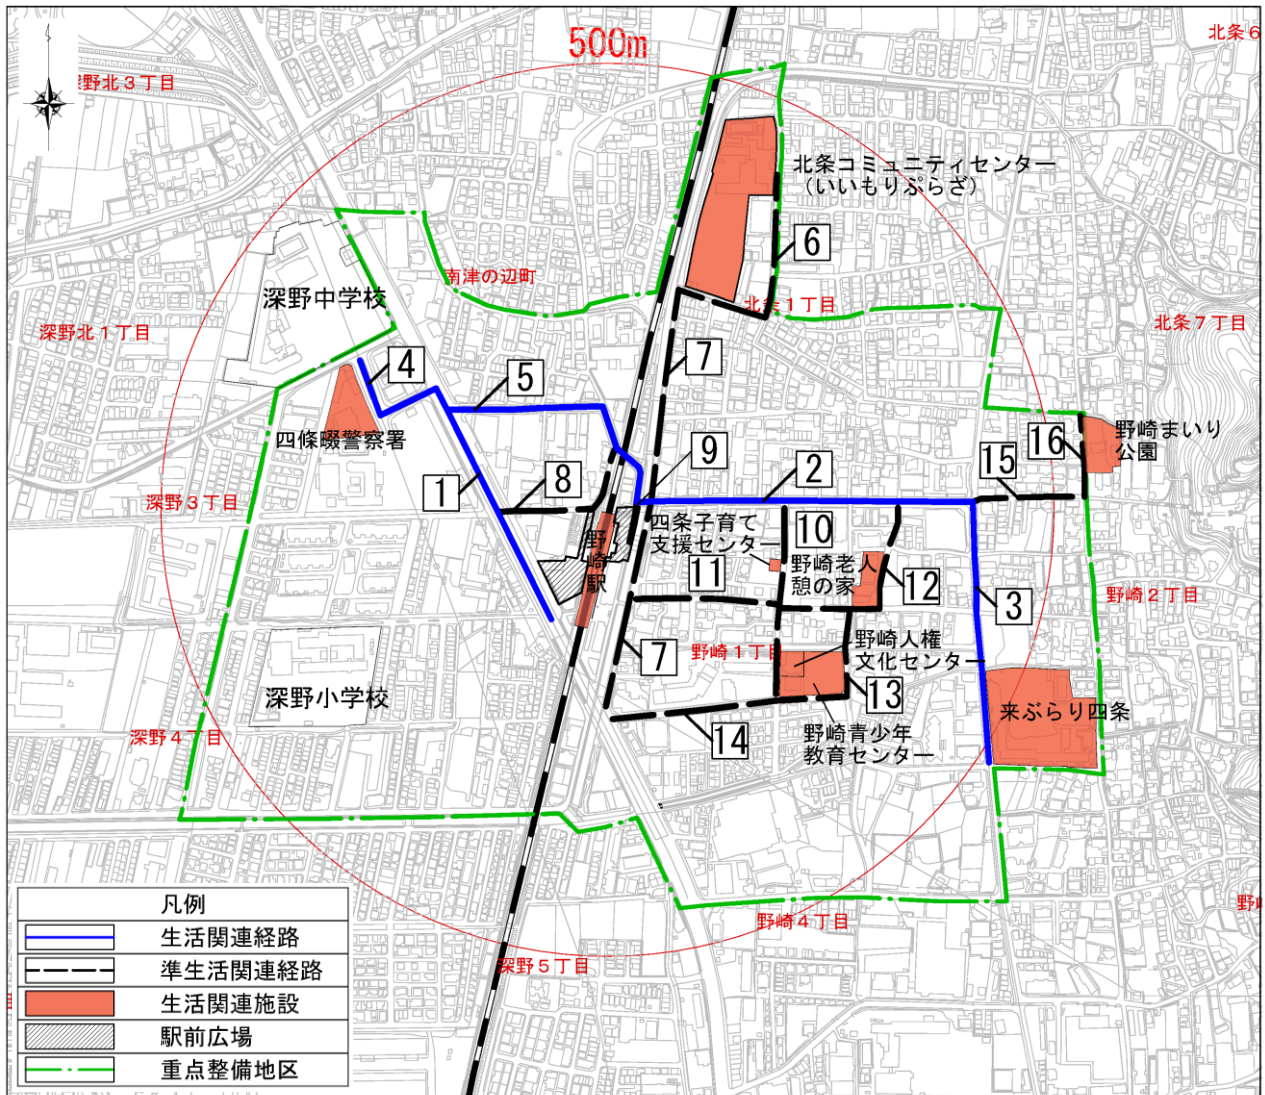 500m
北条6
深野北3丁目
北条コミュニティセンター
(いいもりぷらざ)
6
南津の辺町
深野中学校
北条1丁目
北条7丁目
深野北1丁目
7
4
5
四條畷警察署
野崎まいり
公園
16
15
9
2
1
8
深野3丁目
四条子育て
支援センター
10
野崎駅
野崎老人
憩の家
11
12
3
野崎2丁目
7
野崎1丁目
野崎人権
文化センター
13
深野小学校
来ぶらり四条
深野4丁目
14
野崎青少年
教育センター
野崎4丁目
深野5丁目
凡例
生活関連経路
準生活関連経路
生活関連施設
駅前広場
重点整備地区